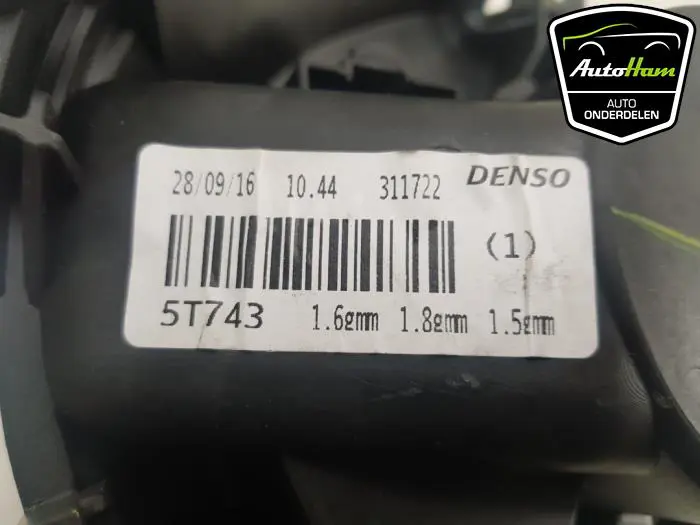 AutoHam
AUTO
ONDERDELEN
28/09/16 10.44 311722 DENSO
(1)
5T743 1.6gmm 1.8gmm 1.5gmm